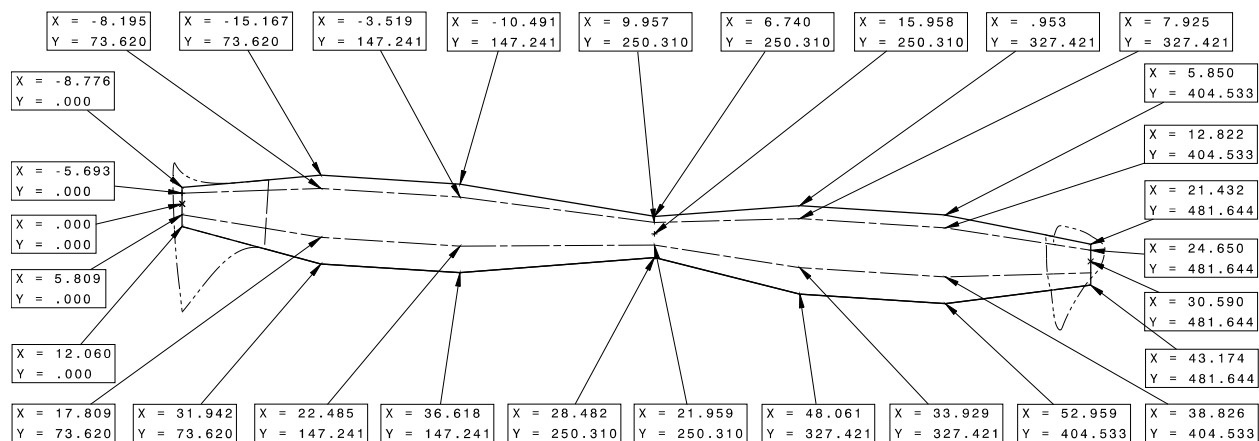 X = -8.195
Y = 73.620
X = -15.167
Y = 73.620
X = -3.519
Y = 147.241
X = -10.491
Y = 147.241
X = 9.957
Y = 250.310
X = 6.740
Y = 250.310
X = 15.958
Y = 250.310
X = .953
Y = 327.421
X = 7.925
Y = 327.421
X = -8.776
Y = .000
X = 5.850
Y = 404.533
X = 12.822
Y = 404.533
X = -5.693
Y = .000
X = 21.432
Y = 481.644
X = .000
Y = .000
X = 24.650
Y = 481.644
X = 5.809
Y = .000
X = 30.590
Y = 481.644
X = 12.060
Y = .000
X = 43.174
Y = 481.644
X = 17.809
Y = 73.620
X = 31.942
Y = 73.620
X = 22.485
Y = 147.241
X = 36.618
Y = 147.241
X = 28.482
Y = 250.310
X = 21.959
Y = 250.310
X = 48.061
Y = 327.421
X = 33.929
Y = 327.421
X = 52.959
Y = 404.533
X = 38.826
Y = 404.533